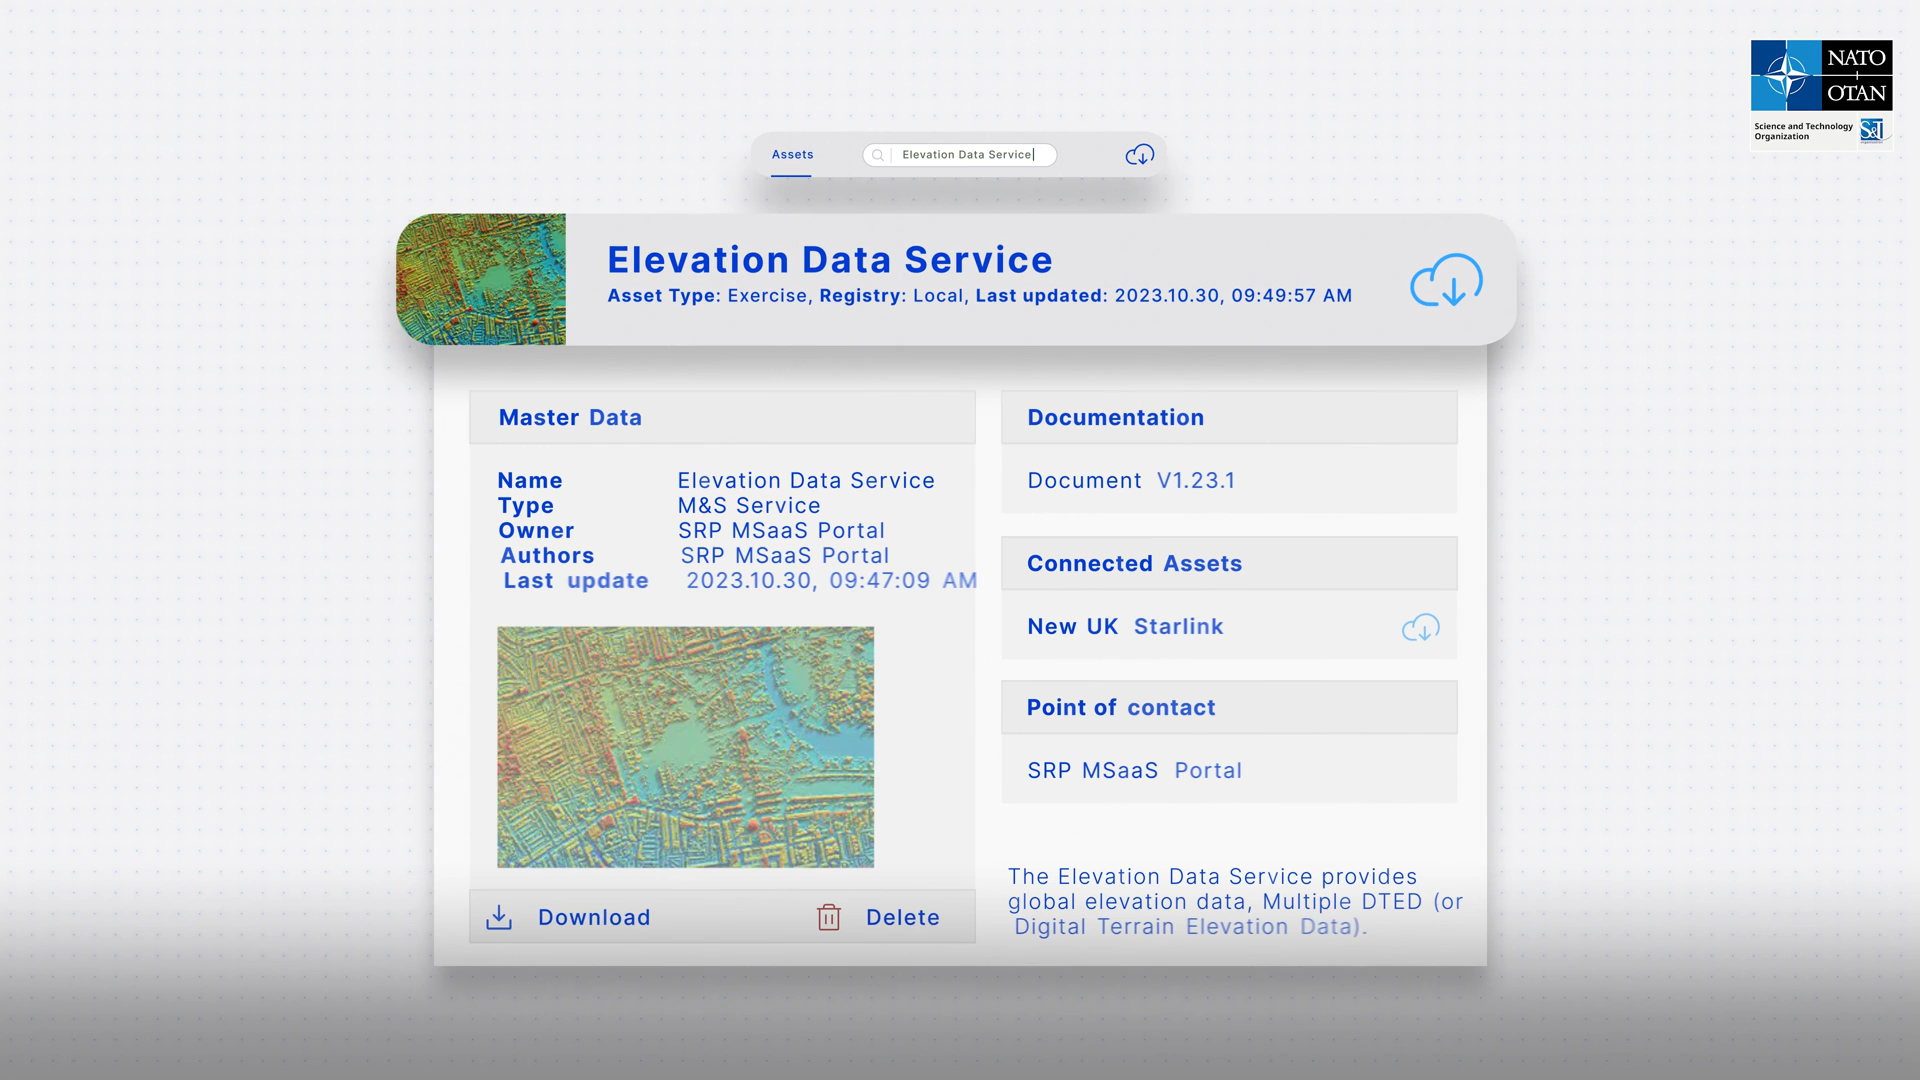 NATO
OTAN
Science and Technology
Organization
S&T
Assets
Elevation Data Service
Elevation Data Service
Asset Type: Exercise, Registry: Local, Last updated: 2023.10.30, 09:49:57 AM
Master Data
Name Elevation Data Service
Type M&S Service
Owner SRP MSaaS Portal
Authors SRP MSaaS Portal
Last update 2023.10.30, 09:47:09 AM
Download
Delete
Documentation
Document V1.23.1
Connected Assets
New UK Starlink
Point of contact
SRP MSaaS Portal
The Elevation Data Service provides
global elevation data, Multiple DTED (or
Digital Terrain Elevation Data).